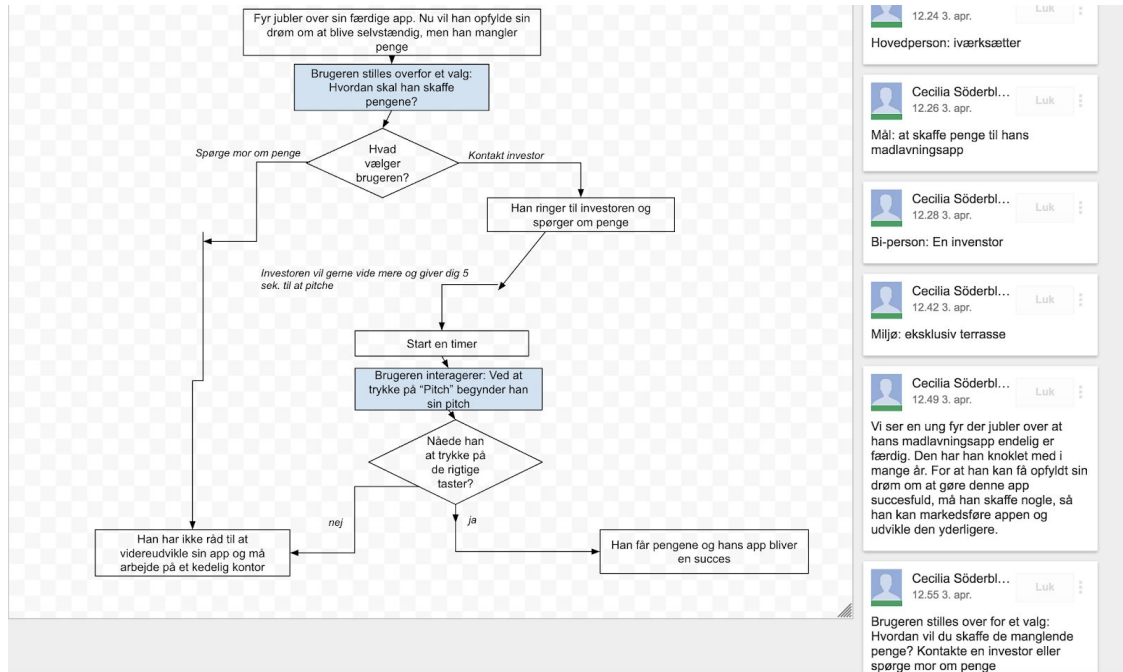 Fyr jubler over sin færdige app. Nu vil han opfylde sin
drøm om at blive selvstændig, men han mangler
penge
Brugeren stilles overfor et valg:
Hvordan skal han skaffe
pengene?
Hvad
vælger
brugeren?
Spørge mor om penge
Kontakt investor
Han ringer til investoren og
spørger om penge
Investoren vil gerne vide mere og giver dig 5
sek. til at pitche
Start en timer
Brugeren interagerer: Ved at
trykke på “Pitch” begynder han
sin pitch
Nåede han
at trykke på
de rigtige
taster?
nej
ja
Han har ikke råd til at
videreudvikle sin app og må
arbejde på et kedelig kontor
Han får pengene og hans app bliver
en succes
12.24 3. apr.
Luk
Hovedperson: iværksætter
Cecilia Söderbl...
12.26 3. apr.
Luk
Mål: at skaffe penge til hans
madlavningsapp
Cecilia Söderbl...
12.28 3. apr.
Luk
Bi-person: En invenstor
Cecilia Söderbl...
12.42 3. apr.
Luk
Miljø: eksklusiv terrasse
Cecilia Söderbl...
12.49 3. apr.
Luk
Vi ser en ung fyr der jubler over at
hans madlavningsapp endelig er
færdig. Den har han knoklet med i
mange år. For at han kan få opfyldt sin
drøm om at gøre denne app
succesfuld, må han skaffe nogle, så
han kan markedsføre appen og
udvikle den yderligere.
Cecilia Söderbl...
12.55 3. apr.
Luk
Brugeren stilles over for et valg:
Hvordan vil du skaffe de manglende
penge? Kontakte en investor eller
spørge mor om penge